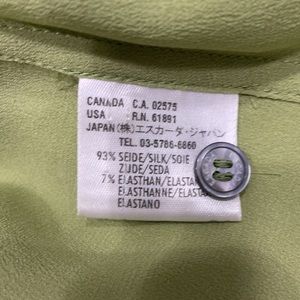 CANADA C.A. 02575
USA R.N. 61891
JAPAN (株)エスカーダ・ジャパン
TEL. 03-5786-6860
93% SEIDE/SILK/SOIE
ZIJDE/SEDA
7% ELASTHAN/ELASTAN
ELASTHANNE/ELASTA
ELASTANO